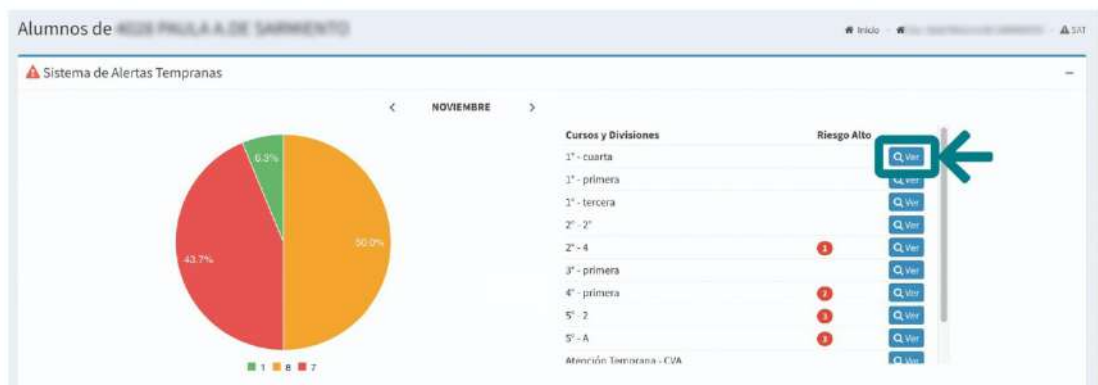 Alumnos de
Inicio
SAT
Sistema de Alertas Tempranas
NOVIEMBRE
Cursos y Divisiones Riesgo Alto
1° - cuarta Ver
1° - primera Ver
1° - tercera Ver
2° - 2° Ver
2° - 4 1 Ver
3° - primera Ver
4° - primera 2 Ver
5° - 2 3 Ver
5° - A Ver
Atención Temprana - CVA Ver
6.3%
50.0%
43.7%
1 8 7